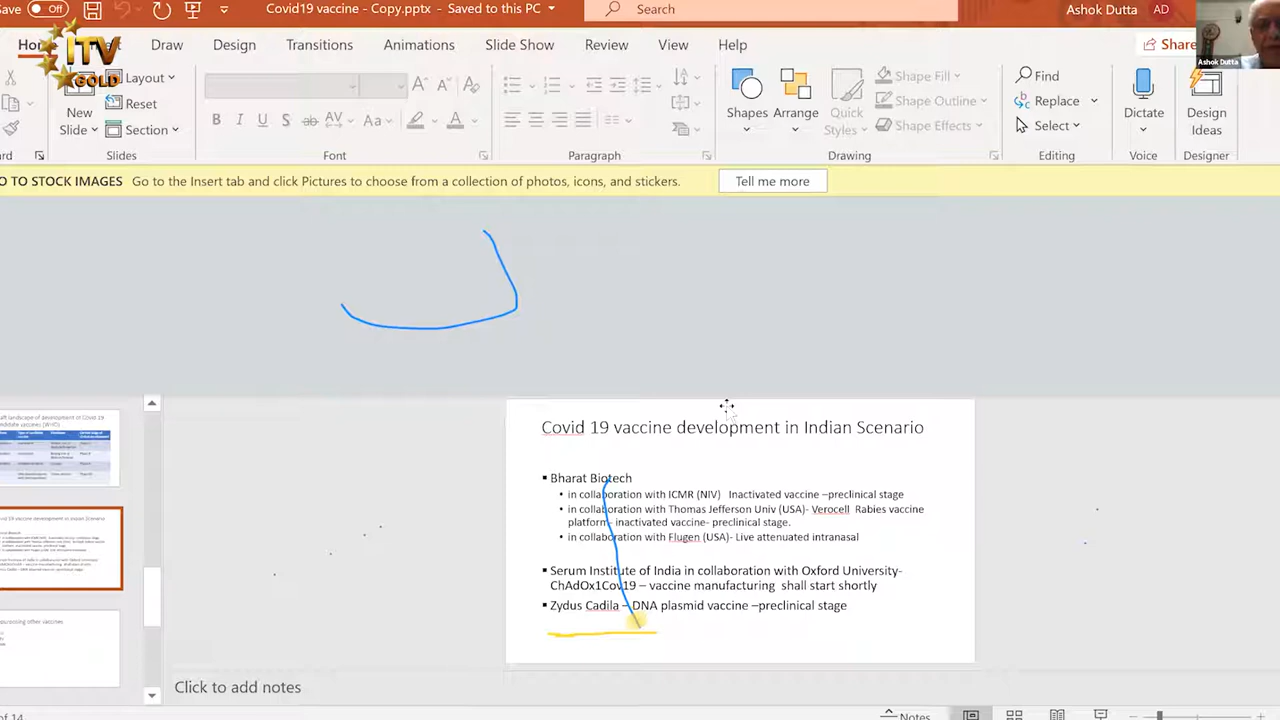 Save
Off
Covid19 vaccine - Copy.pptx - Saved to this PC
Search
Ashok Dutta
AD
Draw
Design
Transitions
Animations
Slide Show
Review
View
Help
Share
Ashok Dutta
ITV
GOLD
New
Slide
Layout
Reset
Section
Slides
Font
Paragraph
Shapes
Arrange
Quick
Styles
Shape Fill
Shape Outline
Shape Effects
Drawing
Find
Replace
Select
Editing
Dictate
Voice
Design
Ideas
Designer
O TO STOCK IMAGES Go to the Insert tab and click Pictures to choose from a collection of photos, icons, and stickers.
Tell me more
Covid 19 vaccine development in Indian Scenario
▪ Bharat Biotech
• in collaboration with ICMR (NIV) Inactivated vaccine –preclinical stage
• in collaboration with Thomas Jefferson Univ (USA)- Verocell Rabies vaccine
platform- inactivated vaccine- preclinical stage.
• in collaboration with Flugen (USA)- Live attenuated intranasal
▪ Serum Institute of India in collaboration with Oxford University-
ChAdOx1Cov19 – vaccine manufacturing shall start shortly
▪ Zydus Cadila – DNA plasmid vaccine –preclinical stage
Click to add notes
of 14
Notes